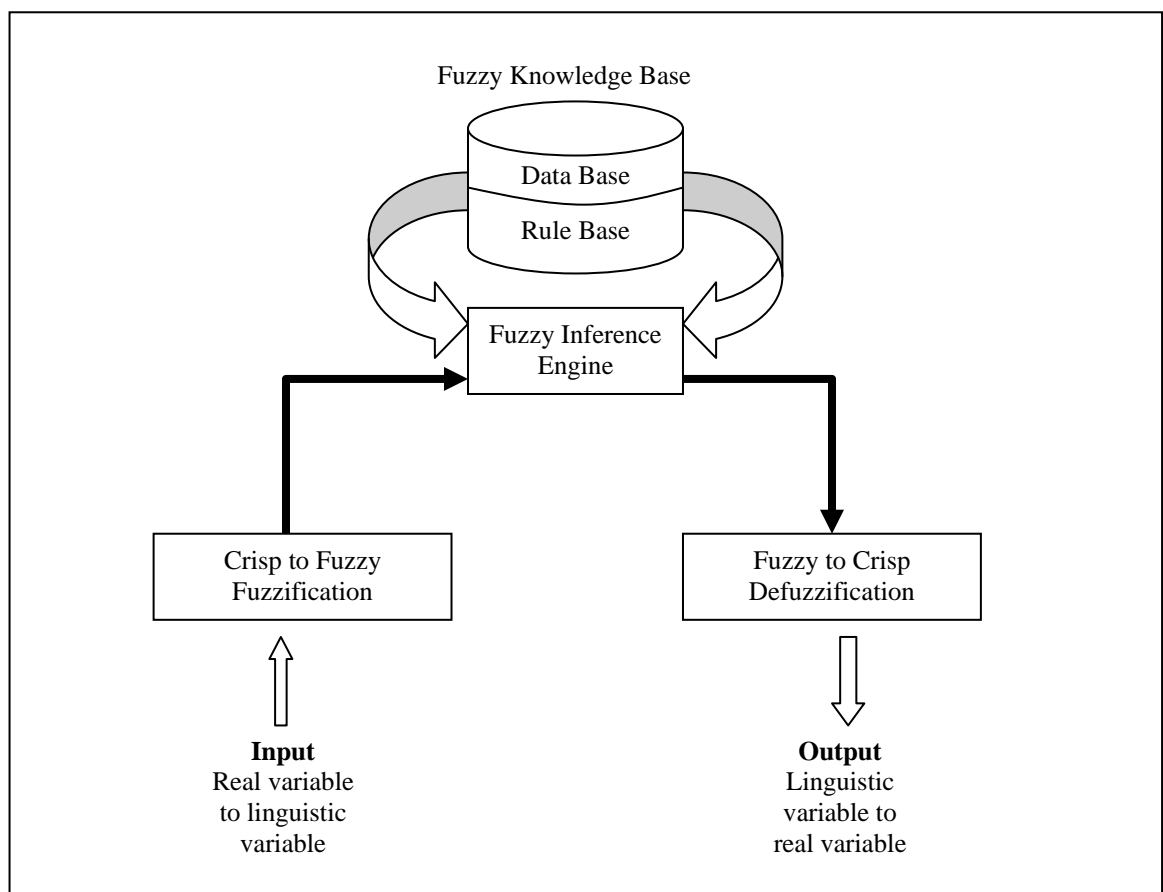 Fuzzy Knowledge Base
Data Base
Rule Base
Fuzzy Inference
Engine
Crisp to Fuzzy
Fuzzification
Fuzzy to Crisp
Defuzzification
Input
Real variable
to linguistic
variable
Output
Linguistic
variable to
real variable